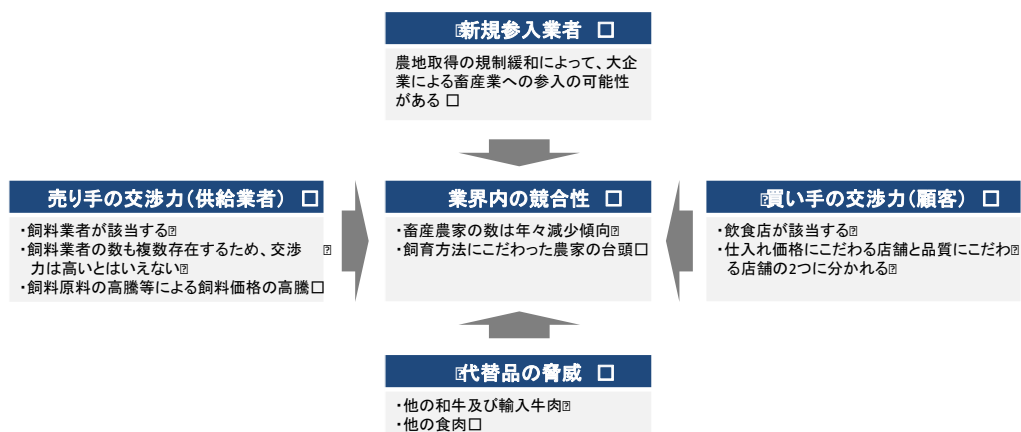 新規参入業者
農地取得の規制緩和によって、大企
業による畜産業への参入の可能性
がある
売り手の交渉力(供給業者)
・飼料業者が該当する
・飼料業者の数も複数存在するため、交渉
力は高いとはいえない
・飼料原料の高騰等による飼料価格の高騰
業界内の競合性
・畜産農家の数は年々減少傾向
・飼育方法にこだわった農家の台頭
買い手の交渉力(顧客)
・飲食店が該当する
・仕入れ価格にこだわる店舗と品質にこだわ
る店舗の2つに分かれる
代替品の脅威
・他の和牛及び輸入牛肉
・他の食肉